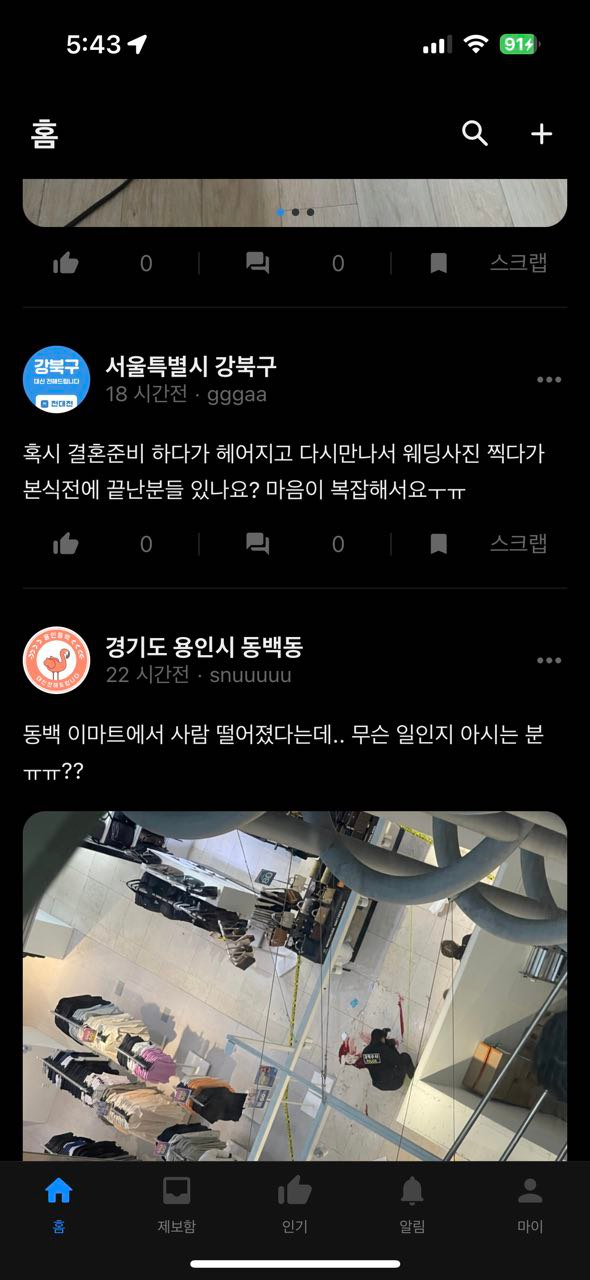 5:43
91
홈
0
0
스크랩
강북구
대신 전해드립니다
전대전
서울특별시 강북구
18 시간전 · gggaa
혹시 결혼준비 하다가 헤어지고 다시만나서 웨딩사진 찍다가
본식전에 끝난분들 있나요? 마음이 복잡해서요ㅜㅠ
0
0
스크랩
경기도 용인시 동백동
22 시간전 · snuuuuu
동백 이마트에서 사람 떨어졌다는데.. 무슨 일인지 아시는 분
ㅠㅠ??
홈
제보함
인기
알림
마이